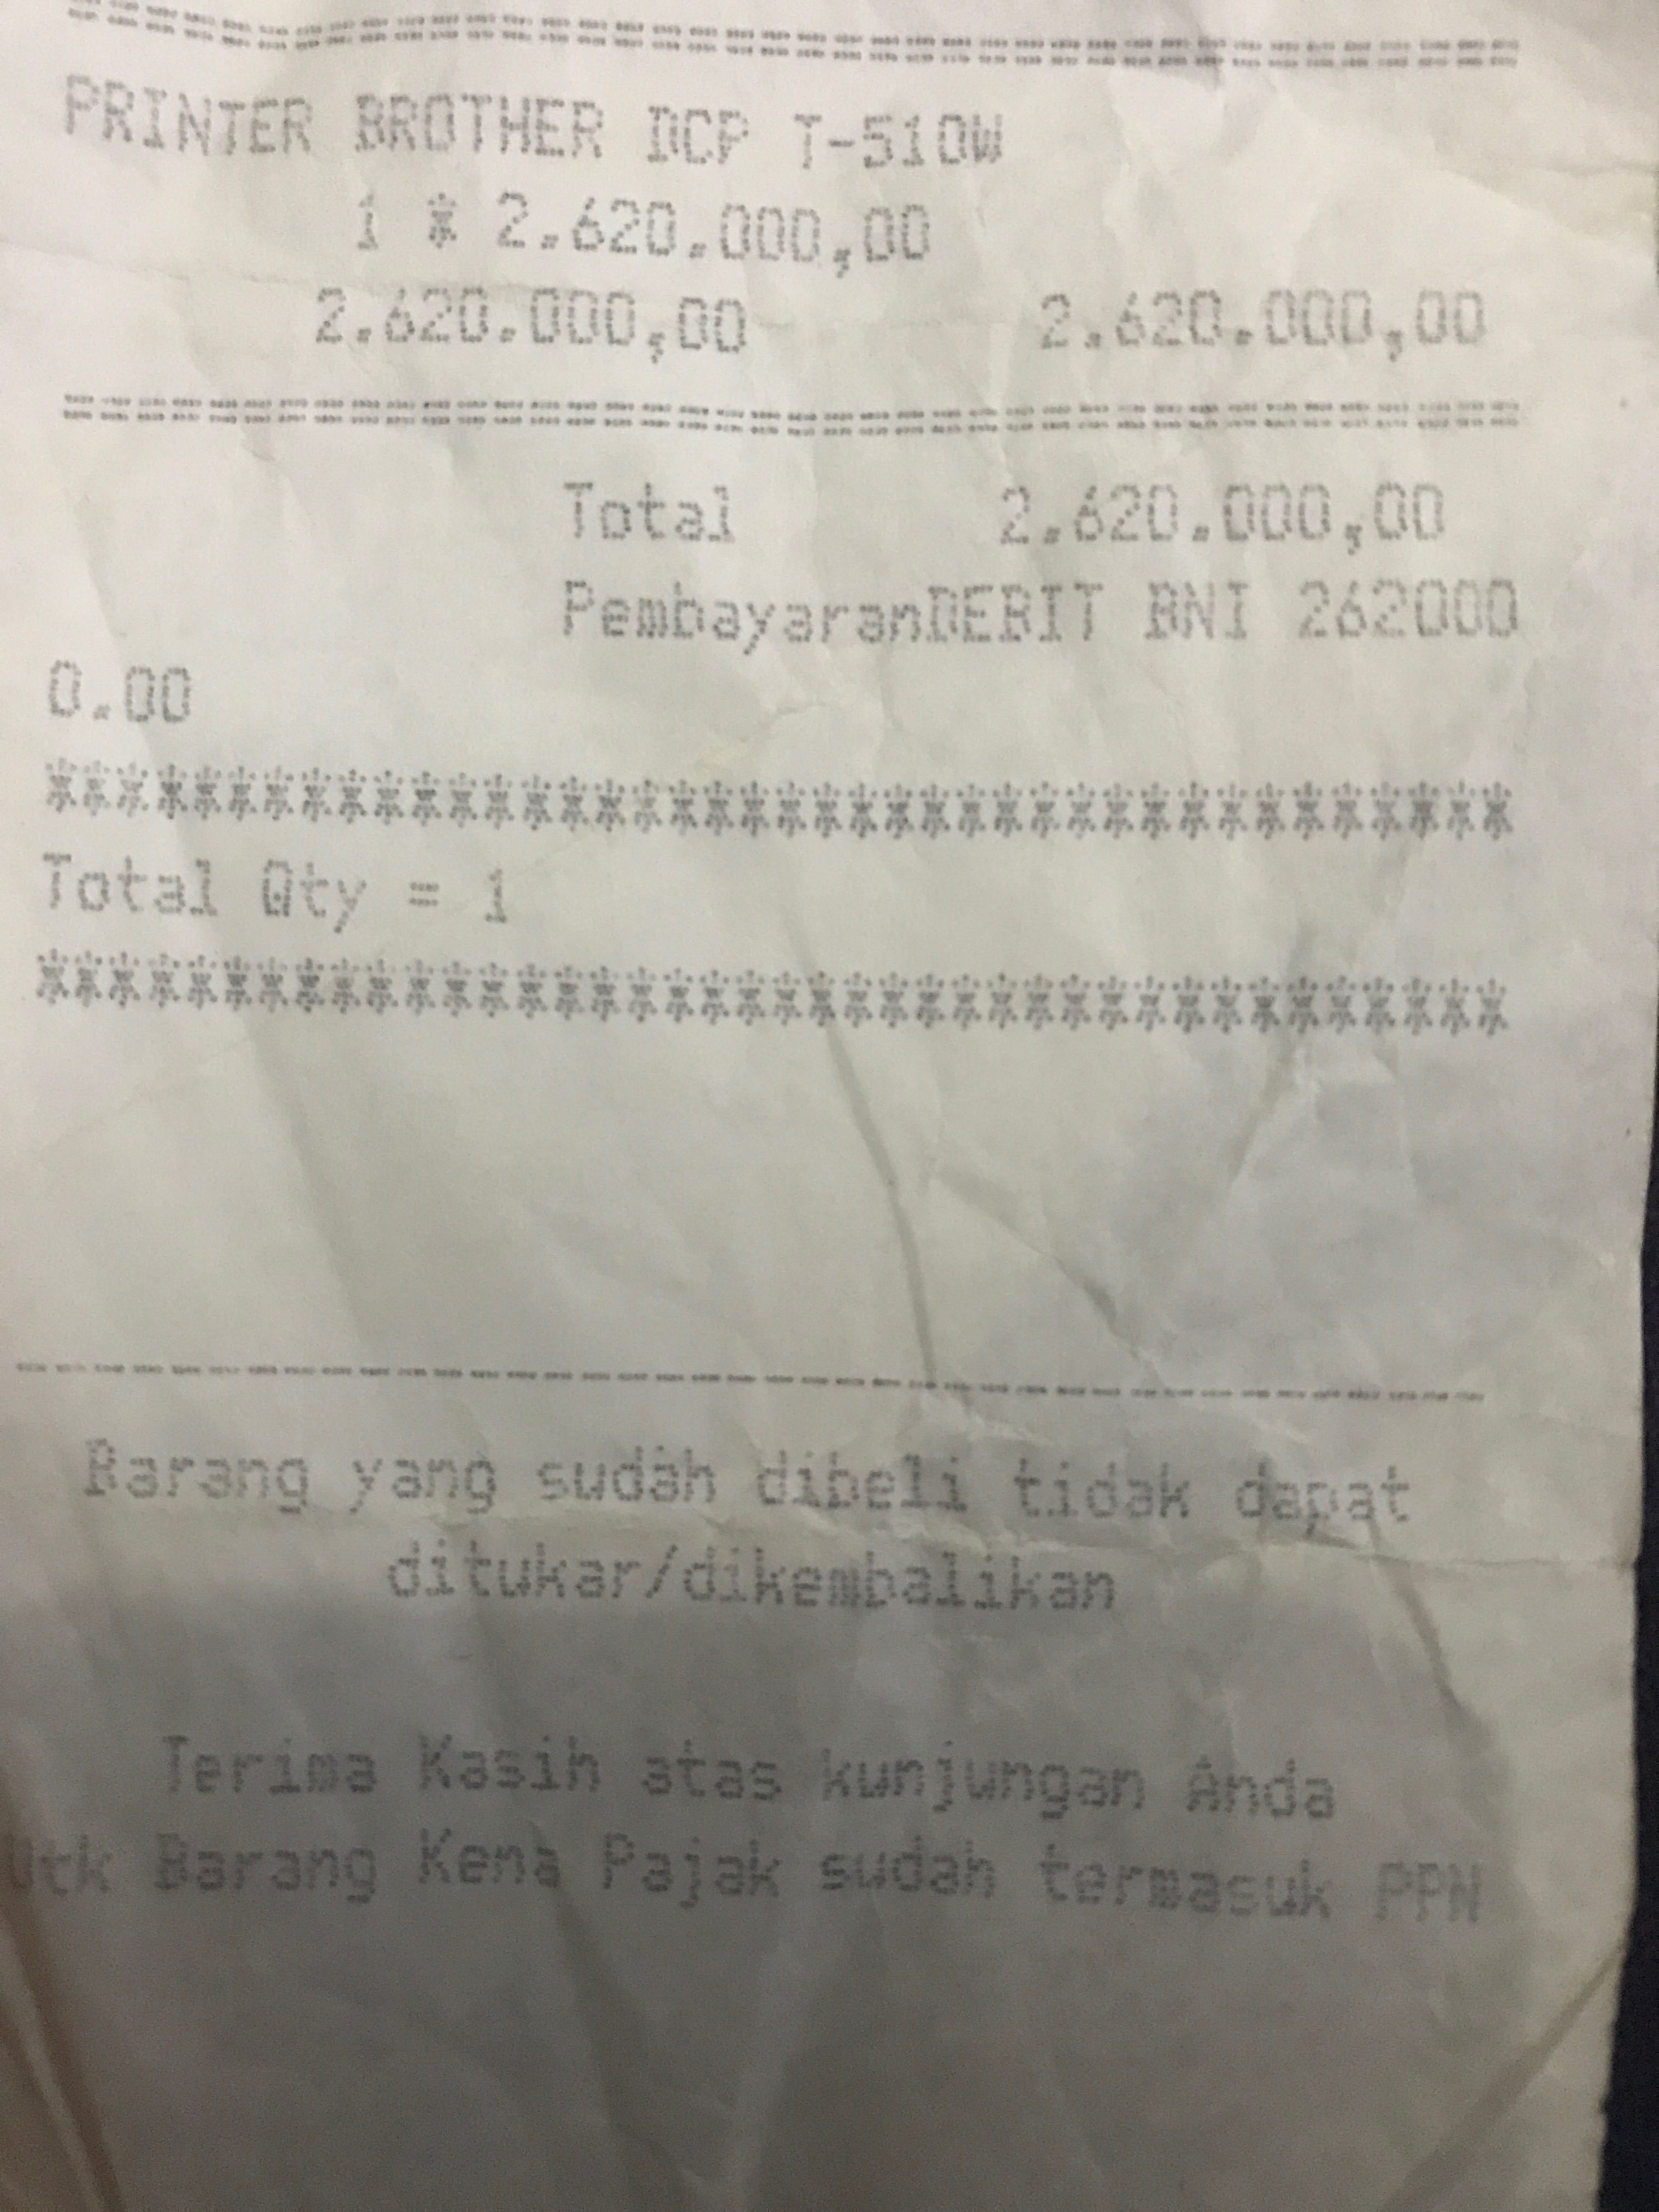 ================================
PRINTER BROTHER DCP T-510W
1 * 2.620.000,00
2.620.000,00 2.620.000,00
================================
Total 2.620.000,00
PembayaranDEBIT BNI 262000
0.00
****************************************
Total Qty = 1
****************************************
----------------------------------------
Barang yang sudah dibeli tidak dapat
ditukar/dikembalikan
Terima Kasih atas kunjungan Anda
Utk Barang Kena Pajak sudah termasuk PPN